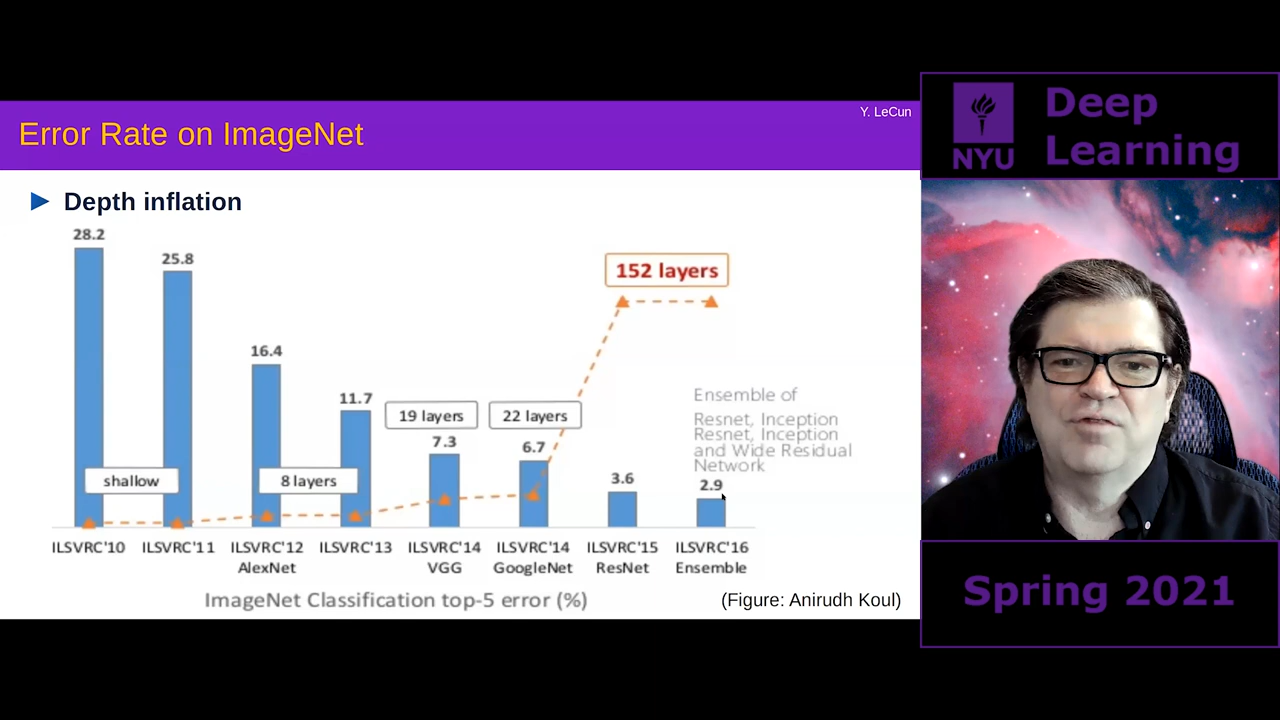 Y. LeCun
Error Rate on ImageNet
Depth inflation
28.2
25.8
16.4
11.7
19 layers
22 layers
7.3
6.7
152 layers
3.6
2.9
shallow
8 layers
Ensemble of
Resnet, Inception
Resnet, Inception
and Wide Residual
Network
ILSVRC'10
ILSVRC'11
ILSVRC'12
AlexNet
ILSVRC'13
ILSVRC'14
VGG
ILSVRC'14
GoogleNet
ILSVRC'15
ResNet
ILSVRC'16
Ensemble
ImageNet Classification top-5 error (%)
(Figure: Anirudh Koul)
NYU
Deep
Learning
Spring 2021